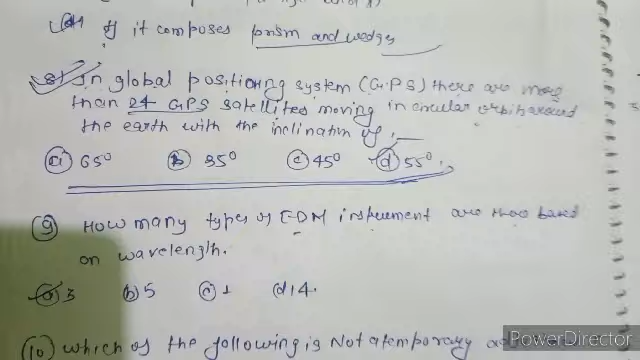 (d) If it composes prism and wedges
8) In global positioning system (GPS) there are more
than 24 GPS satellites moving in circular orbit around
the earth with the inclination of
(a) 65° (b) 35° (c) 45° (d) 55°
(9) How many types of EDM instrument are there based
on wavelength.
(a) 3 (b) 5 (c) 1 (d) 4.
(10) Which of the following is Not a temporary
PowerDirector